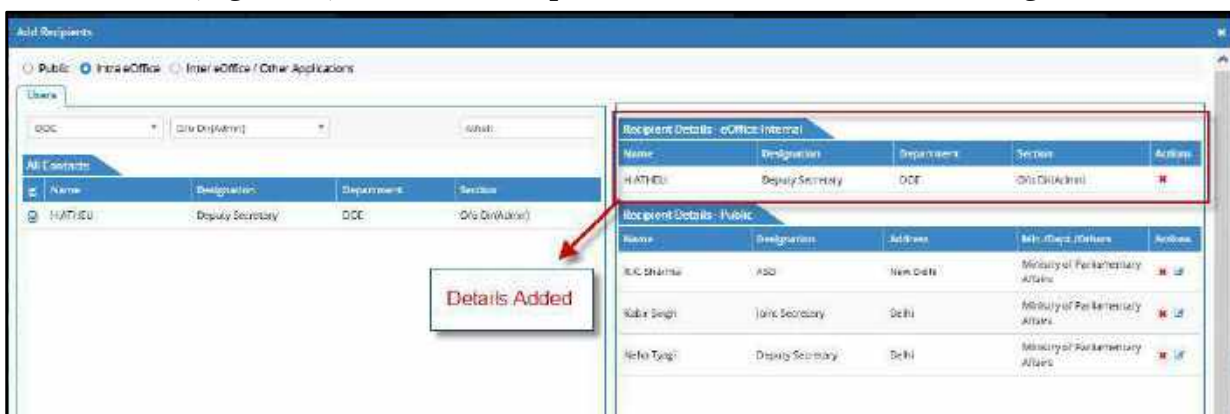 Add Recipients
Public Intra eOffice Inter eOffice / Other Applications
Users
DOE O/o Dir(Admin)
All Contacts
Name Designation Department Section
H ATHEU Deputy Secretary DOE O/o Dir(Admin)
Recipient Details - eOffice Internal
Name Designation Department Section Actions
H ATHEU Deputy Secretary DOE O/o Dir(Admin)
Recipient Details - Public
Name Designation Address Min./Dept./Others Actions
R.K. Sharma ASO New Delhi Ministry of Parliamentary Affairs
Kabir Singh Joint Secretary Delhi Ministry of Parliamentary Affairs
Neha Tyagi Deputy Secretary Delhi Ministry of Parliamentary Affairs
Details Added